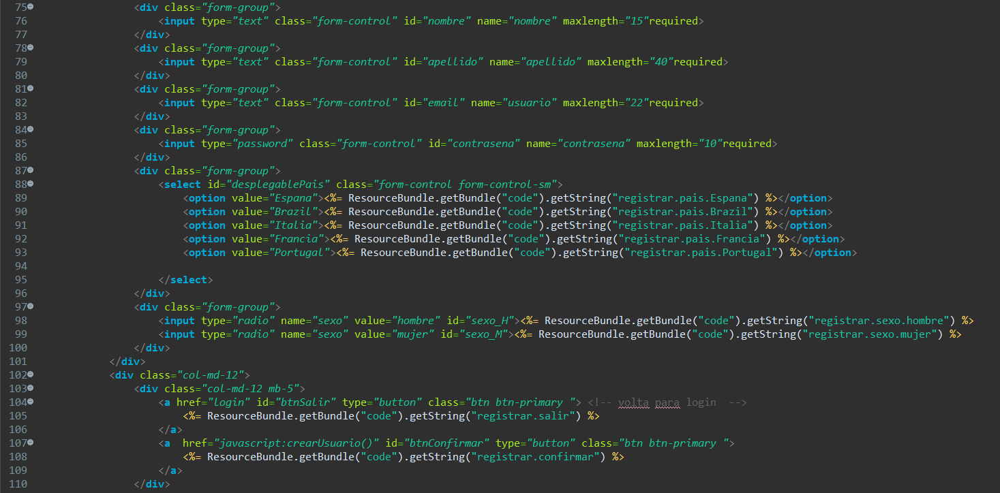 75 <div class="form-group">
76 <input type="text" class="form-control" id="nombre" name="nombre" maxlength="15"required>
77 </div>
78 <div class="form-group">
79 <input type="text" class="form-control" id="apellido" name="apellido" maxlength="40"required>
80 </div>
81 <div class="form-group">
82 <input type="text" class="form-control" id="email" name="usuario" maxlength="22"required>
83 </div>
84 <div class="form-group">
85 <input type="password" class="form-control" id="contrasena" name="contrasena" maxlength="10"required>
86 </div>
87 <div class="form-group">
88 <select id="desplegablePais" class="form-control form-control-sm">
89 <option value="Espana"><%= ResourceBundle.getBundle("code").getString("registrar.pais.Espana") %></option>
90 <option value="Brazil"><%= ResourceBundle.getBundle("code").getString("registrar.pais.Brazil") %></option>
91 <option value="Italia"><%= ResourceBundle.getBundle("code").getString("registrar.pais.Italia") %></option>
92 <option value="Francia"><%= ResourceBundle.getBundle("code").getString("registrar.pais.Francia") %></option>
93 <option value="Portugal"><%= ResourceBundle.getBundle("code").getString("registrar.pais.Portugal") %></option>
94
95 </select>
96 </div>
97 <div class="form-group">
98 <input type="radio" name="sexo" value="hombre" id="sexo_H"><%= ResourceBundle.getBundle("code").getString("registrar.sexo.hombre") %>
99 <input type="radio" name="sexo" value="mujer" id="sexo_M"><%= ResourceBundle.getBundle("code").getString("registrar.sexo.mujer") %>
100 </div>
101 </div>
102 <div class="col-md-12">
103 <div class="col-md-12 mb-5">
104 <a href="login" id="btnSalir" type="button" class="btn btn-primary "> <!-- volta para login  -->
105 <%= ResourceBundle.getBundle("code").getString("registrar.salir") %>
106 </a>
107 <a  href="javascript:crearUsuario()" id="btnConfirmar" type="button" class="btn btn-primary ">
108 <%= ResourceBundle.getBundle("code").getString("registrar.confirmar") %>
109 </a>
110 </div>